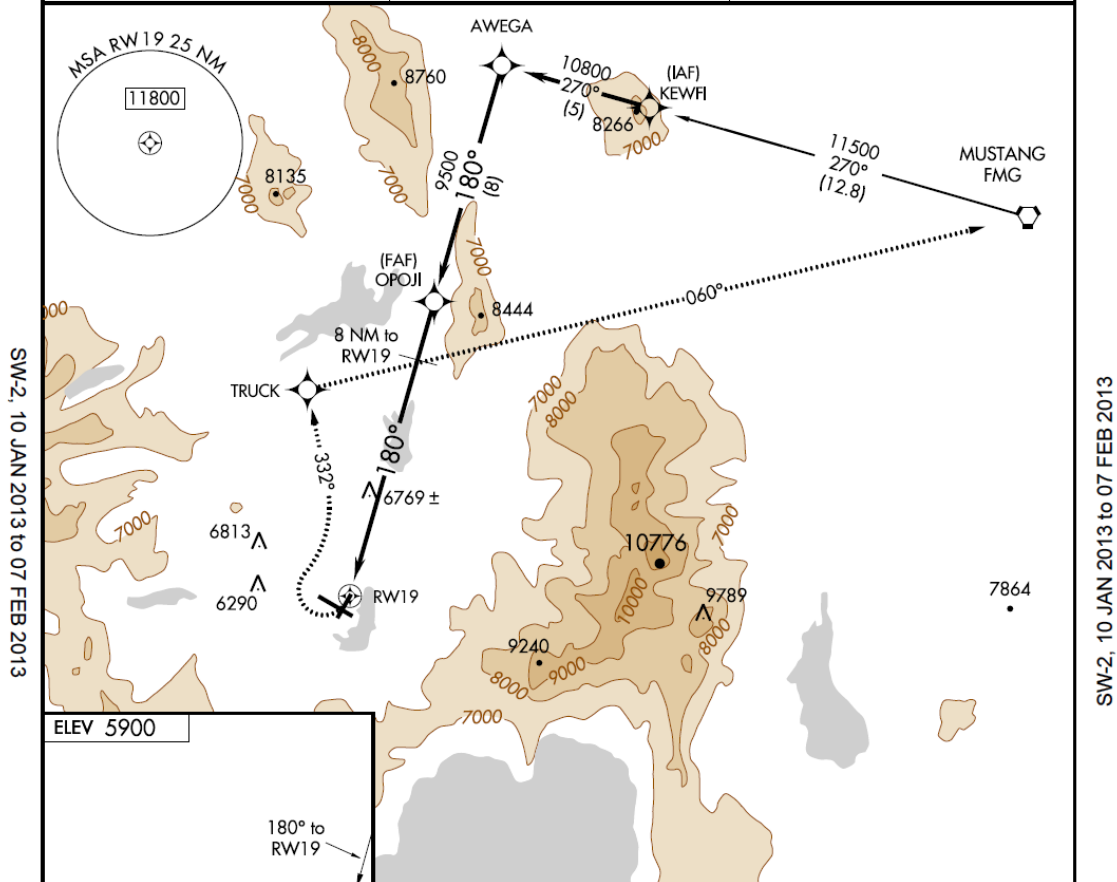 MSA RW19 25 NM
11800
8000
8760
7000
8135
7000
AWEGA
10800
270°
(5)
(IAF)
KEWFI
8266
7000
11500
270°
(12.8)
MUSTANG
FMG
9500
180°
(8)
7000
(FAF)
OPOJI
8444
060°
8 NM to
RW19
TRUCK
000
180°
332°
6769 ±
7000
6813
6290
RW19
7000
8000
7000
10776
10000
9789
8000
9240
9000
8000
7000
7864
SW-2, 10 JAN 2013 to 07 FEB 2013
SW-2, 10 JAN 2013 to 07 FEB 2013
ELEV 5900
180° to
RW19